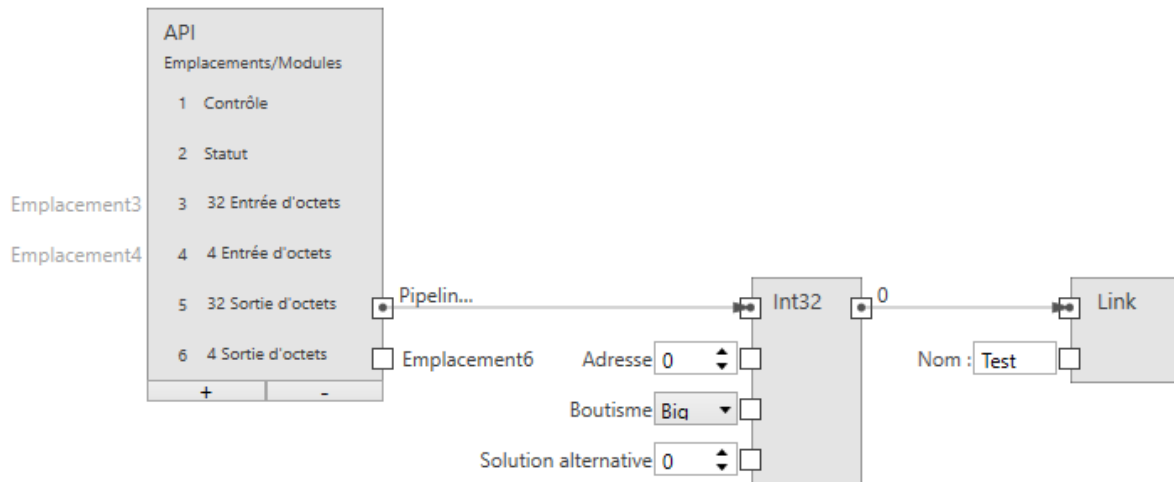 API
Emplacements/Modules
1 Contrôle
2 Statut
Emplacement3 3 32 Entrée d'octets
Emplacement4 4 4 Entrée d'octets
5 32 Sortie d'octets Pipelin... Int32 0 Link
6 4 Sortie d'octets Emplacement6 Adresse 0 Nom : Test
+ -
Boutisme Big
Solution alternative 0